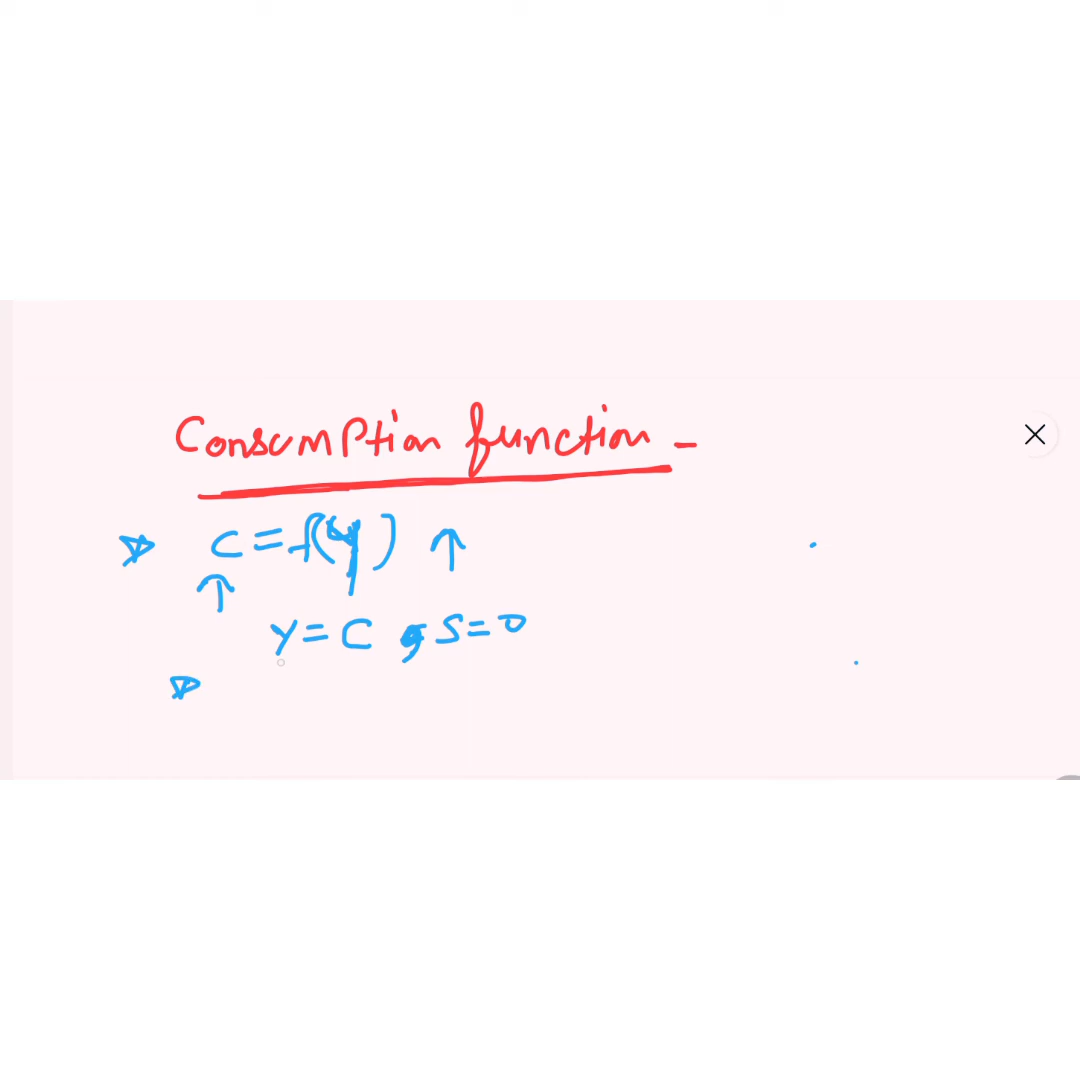 Consumption function -
C = f(Y) ↑
↑
Y = C , S = 0